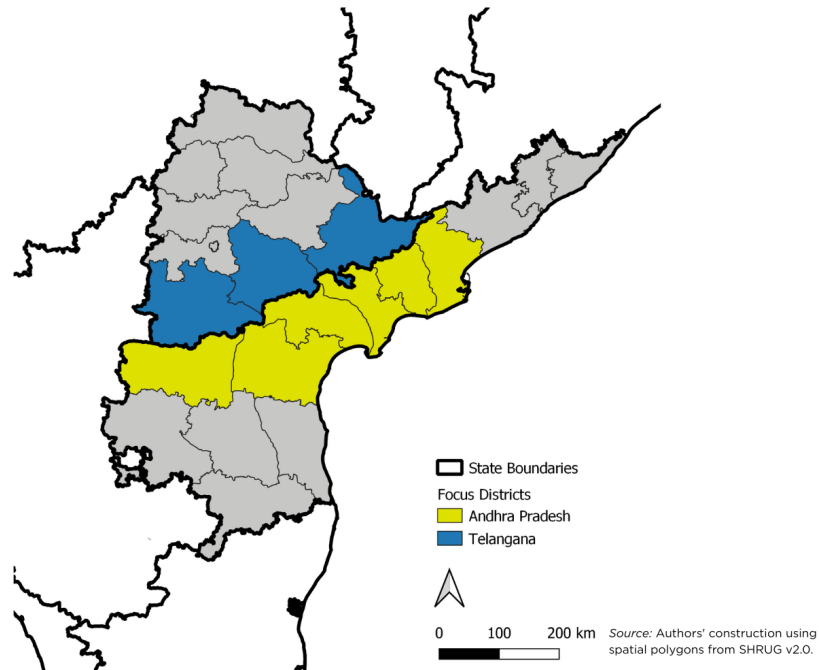 State Boundaries
Focus Districts
Andhra Pradesh
Telangana
0 100 200 km
Source: Authors' construction using
spatial polygons from SHRUG v2.0.